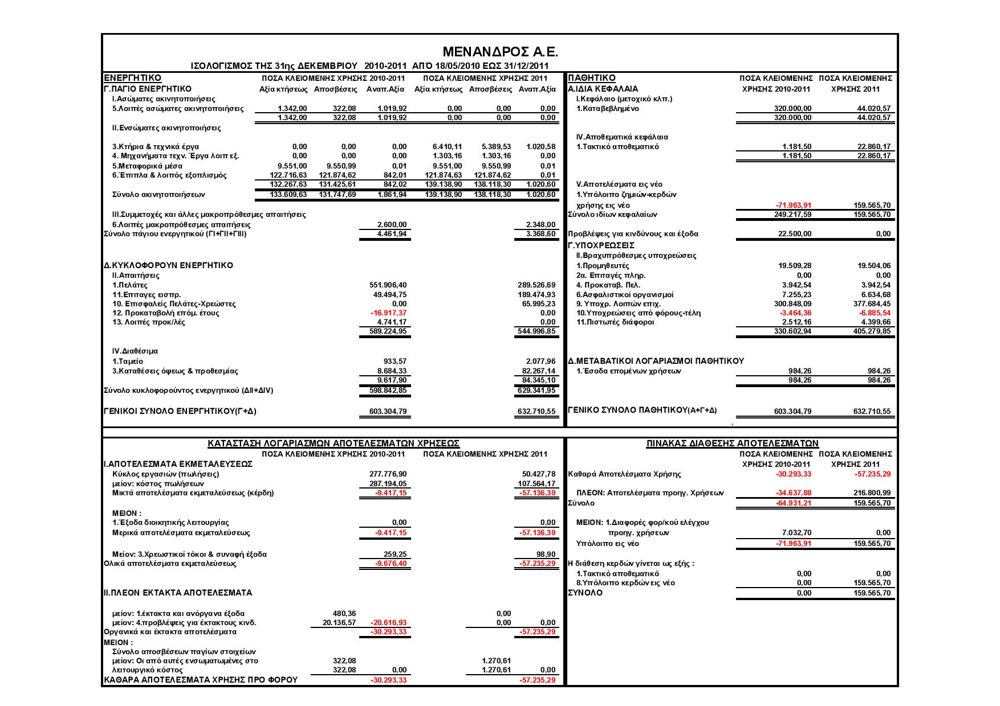 ΜΕΝΑΝΔΡΟΣ Α.Ε.
ΙΣΟΛΟΓΙΣΜΟΣ ΤΗΣ 31ης ΔΕΚΕΜΒΡΙΟΥ 2010-2011 ΑΠΌ 18/05/2010 ΕΩΣ 31/12/2011
ΕΝΕΡΓΗΤΙΚΟ ΠΟΣΑ ΚΛΕΙΟΜΕΝΗΣ ΧΡΗΣΗΣ 2010-2011 ΠΟΣΑ ΚΛΕΙΟΜΕΝΗΣ ΧΡΗΣΗΣ 2011
Γ.ΠΑΓΙΟ ΕΝΕΡΓΗΤΙΚΟ Αξία κτήσεως Αποσβέσεις Αναπ.Αξία Αξία κτήσεως Αποσβέσεις Αναπ.Αξία
Ι.Ασώματες ακινητοποιήσεις
5.Λοιπές ασώματες ακινητοποιήσεις 1.342,00 322,08 1.019,92 0,00 0,00 0,00
1.342,00 322,08 1.019,92 0,00 0,00 0,00
ΙΙ.Ενσώματες ακινητοποιήσεις
3.Κτήρια & τεχνικά έργα 0,00 0,00 0,00 6.410,11 5.389,53 1.020,58
4. Μηχανήματα τεχν. Έργα λοιπ εξ. 0,00 0,00 0,00 1.303,16 1.303,16 0,00
5.Μεταφορικά μέσα 9.551,00 9.550,99 0,01 9.551,00 9.550,99 0,01
6.Έπιπλα & λοιπός εξοπλισμός 122.716,63 121.874,62 842,01 121.874,63 121.874,62 0,01
132.267,63 131.425,61 842,02 139.138,90 138.118,30 1.020,60
Σύνολο ακινητοποιήσεων 133.609,63 131.747,69 1.861,94 139.138,90 138.118,30 1.020,60
ΙΙΙ.Συμμετοχές και άλλες μακροπρόθεσμες απαιτήσεις
6.Λοιπές μακροπρόθεσμες απαιτήσεις 2.600,00 2.348,00
Σύνολο πάγιου ενεργητικού (ΓΙ+ΓΙΙ+ΓΙΙΙ) 4.461,94 3.368,60
Δ.ΚΥΚΛΟΦΟΡΟΥΝ ΕΝΕΡΓΗΤΙΚΟ
ΙΙ.Απαιτήσεις
1.Πελάτες 551.906,40 289.526,69
11.Επιταγες εισπρ. 49.494,75 189.474,93
10. Επισφαλείς Πελάτες-Χρεώστες 0,00 65.995,23
12. Προκαταβολή επόμ. έτους -16.917,37 0,00
13. Λοιπές προκ/λές 4.741,17 0,00
589.224,95 544.996,85
ΙV.Διαθέσιμα
1.Ταμείο 933,57 2.077,96
3.Καταθέσεις όψεως & προθεσμίας 8.684,33 82.267,14
9.617,90 84.345,10
Σύνολο κυκλοφορούντος ενεργητικού (ΔΙΙ+ΔIV) 598.842,85 629.341,95
ΓΕΝΙΚΟΙ ΣΥΝΟΛΟ ΕΝΕΡΓΗΤΙΚΟΥ(Γ+Δ) 603.304,79 632.710,55
ΠΑΘΗΤΙΚΟ ΠΟΣΑ ΚΛΕΙΟΜΕΝΗΣ ΠΟΣΑ ΚΛΕΙΟΜΕΝΗΣ
Α.ΙΔΙΑ ΚΕΦΑΛΑΙΑ ΧΡΗΣΗΣ 2010-2011 ΧΡΗΣΗΣ 2011
Ι.Κεφάλαιο (μετοχικό κλπ.)
1.Καταβεβλημένο 320.000,00 44.020,57
320.000,00 44.020,57
IV.Αποθεματικά κεφάλαια
1.Τακτικό αποθεματικό 1.181,50 22.860,17
1.181,50 22.860,17
V.Αποτελέσματα εις νέο
1.Υπόλοιπο ζημιών-κερδών
χρήσης εις νέο -71.963,91 159.565,70
Σύνολο ιδίων κεφαλαίων 249.217,59 159.565,70
Προβλέψεις για κινδύνους και έξοδα 22.500,00 0,00
Γ.ΥΠΟΧΡΕΩΣΕΙΣ
ΙΙ.Βραχυπρόθεσμες υποχρεώσεις
1.Προμηθευτές 19.509,28 19.504,06
2α. Επιταγές πληρ. 0,00 0,00
4. Προκαταβ. Πελ. 3.942,54 3.942,54
6.Ασφαλιστικοί οργανισμοί 7.255,23 6.634,68
9. Υποχρ. Λοιπών επιχ. 300.848,09 377.684,45
10.Υποχρεώσεις από φόρους-τέλη -3.464,36 -6.885,54
11.Πιστωτές διάφοροι 2.512,16 4.399,66
330.602,94 405.279,85
Δ.ΜΕΤΑΒΑΤΙΚΟΙ ΛΟΓΑΡΙΑΣΜΟΙ ΠΑΘΗΤΙΚΟΥ
1.Έσοδα επομένων χρήσεων 984,26 984,26
984,26 984,26
ΓΕΝΙΚΟ ΣΥΝΟΛΟ ΠΑΘΗΤΙΚΟΥ(Α+Γ+Δ) 603.304,79 632.710,55
,
ΚΑΤΑΣΤΑΣΗ ΛΟΓΑΡΙΑΣΜΩΝ ΑΠΟΤΕΛΕΣΜΑΤΩΝ ΧΡΗΣΕΩΣ
ΠΟΣΑ ΚΛΕΙΟΜΕΝΗΣ ΧΡΗΣΗΣ 2010-2011 ΠΟΣΑ ΚΛΕΙΟΜΕΝΗΣ ΧΡΗΣΗΣ 2011
Ι.ΑΠΟΤΕΛΕΣΜΑΤΑ ΕΚΜΕΤΑΛΕΥΣΕΩΣ
Κύκλος εργασιών (πωλήσεις) 277.776,90 50.427,78
μείον: κόστος πωλήσεων 287.194,05 107.564,17
Μικτά αποτελέσματα εκμεταλεύσεως (κέρδη) -9.417,15 -57.136,39
ΜΕΙΟΝ :
1.Έξοδα διοικητικής λειτουργίας 0,00 0,00
Μερικά αποτελέσματα εκμεταλεύσεως -9.417,15 -57.136,39
Μείον: 3.Χρεωστικοί τόκοι & συναφή έξοδα 259,25 98,90
Ολικά αποτελέσματα εκμεταλεύσεως -9.676,40 -57.235,29
ΙΙ.ΠΛΕΟΝ ΕΚΤΑΚΤΑ ΑΠΟΤΕΛΕΣΜΑΤΑ
μείον: 1.έκτακτα και ανόργανα έξοδα 480,36 0,00
μείον: 4.προβλέψεις για έκτακτους κινδ. 20.136,57 -20.616,93 0,00 0,00
Οργανικά και έκτακτα αποτελέσματα -30.293,33 -57.235,29
ΜΕΙΟΝ :
Σύνολο αποσβέσεων παγίων στοιχείων
μείον: Οι από αυτές ενσωματωμένες στο 322,08 1.270,61
λειτουργικό κόστος 322,08 0,00 1.270,61 0,00
ΚΑΘΑΡΑ ΑΠΟΤΕΛΕΣΜΑΤΑ ΧΡΗΣΗΣ ΠΡΟ ΦΟΡΟΥ -30.293,33 -57.235,29
ΠΙΝΑΚΑΣ ΔΙΑΘΕΣΗΣ ΑΠΟΤΕΛΕΣΜΑΤΩΝ
ΠΟΣΑ ΚΛΕΙΟΜΕΝΗΣ ΠΟΣΑ ΚΛΕΙΟΜΕΝΗΣ
ΧΡΗΣΗΣ 2010-2011 ΧΡΗΣΗΣ 2011
Καθαρά Αποτελέσματα Χρήσης -30.293,33 -57.235,29
ΠΛΕΟΝ: Αποτελέσματα προηγ. Χρήσεων -34.637,88 216.800,99
Σύνολο -64.931,21 159.565,70
ΜΕΙΟΝ: 1.Διαφορές φορ/κού ελέγχου
προηγ. χρήσεων 7.032,70 0,00
Υπόλοιπο εις νέο -71.963,91 159.565,70
Η διάθεση κερδών γίνεται ως εξής :
1.Τακτικό αποθεματικό 0,00 0,00
8.Υπόλοιπο κερδών εις νέο 0,00 159.565,70
ΣΥΝΟΛΟ 0,00 159.565,70